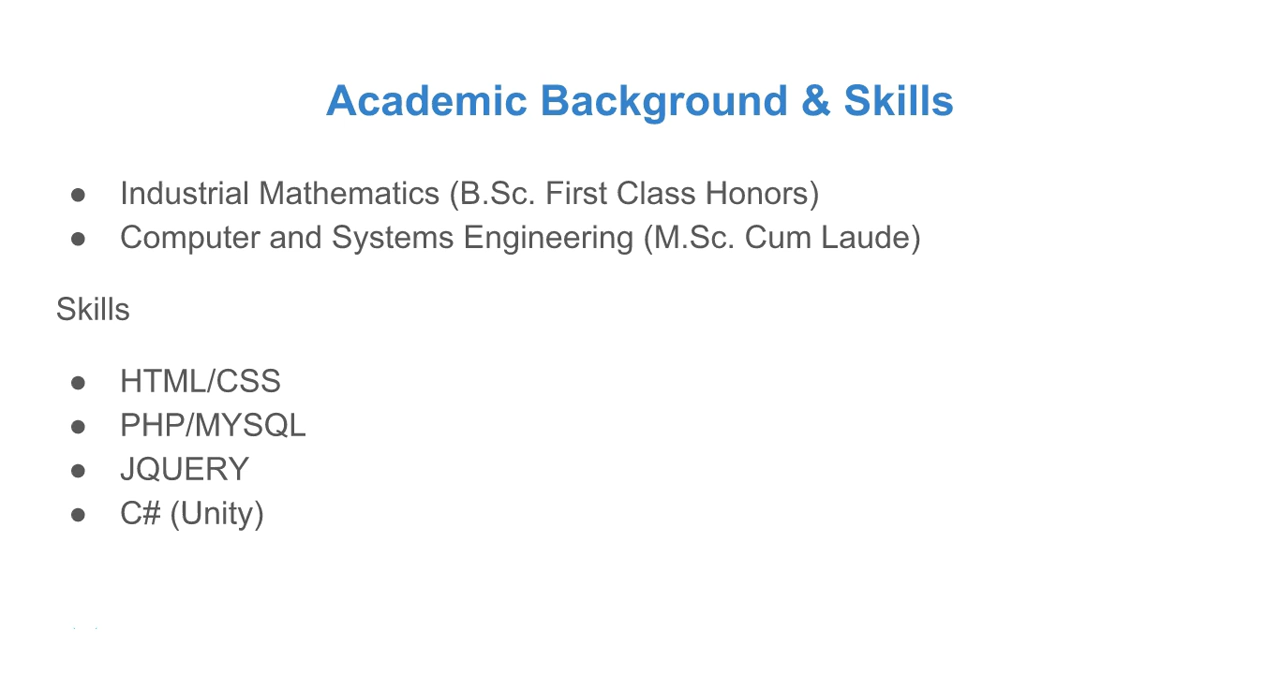 Academic Background & Skills
● Industrial Mathematics (B.Sc. First Class Honors)
● Computer and Systems Engineering (M.Sc. Cum Laude)
Skills
● HTML/CSS
● PHP/MYSQL
● JQUERY
● C# (Unity)